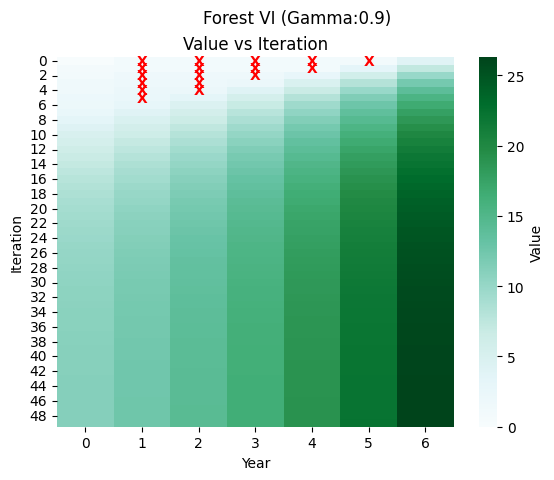 Forest VI (Gamma:0.9)
Value vs Iteration
0
2
4
6
8
10
12
14
16
18
20
22
24
26
28
30
32
34
36
38
40
42
44
46
48
Iteration
X X X X X
X X X X
X X X
X X
X X
X
0 1 2 3 4 5 6
Year
25
20
15
10
5
0
Value